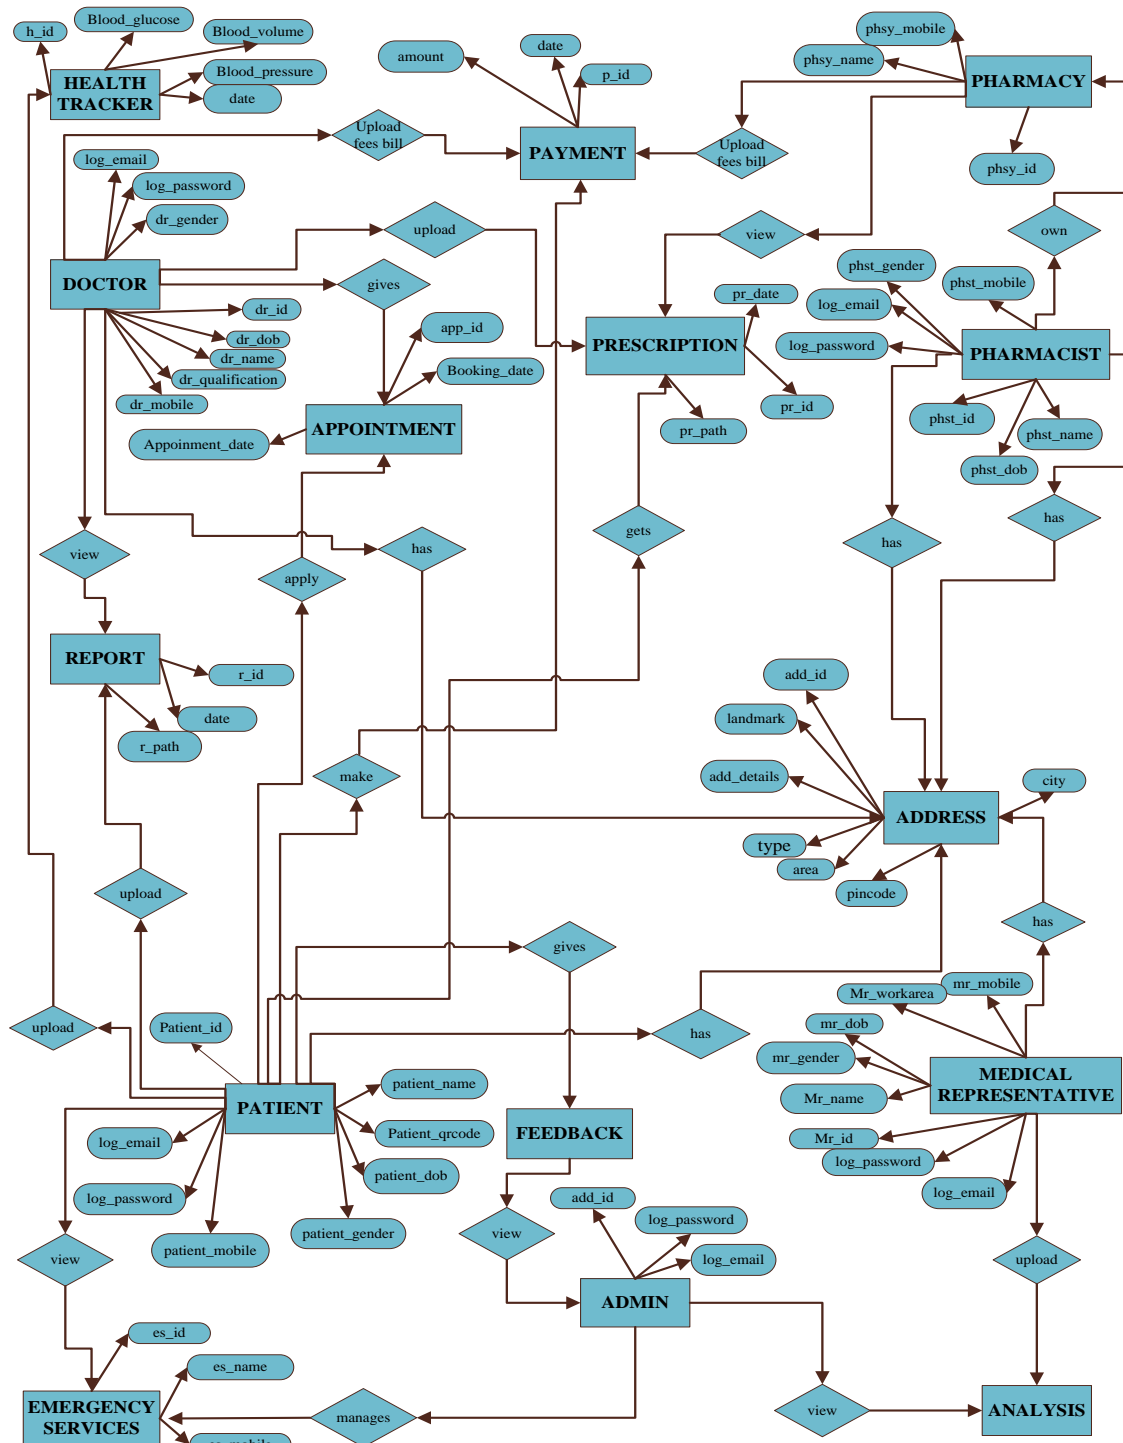 Blood_glucose
h_id
Blood_volume
HEALTH
TRACKER
Blood_pressure
date
amount
date
p_id
phsy_mobile
phsy_name
PHARMACY
phsy_id
Upload
fees bill
PAYMENT
Upload
fees bill
log_email
log_password
dr_gender
upload
view
own
DOCTOR
gives
phst_gender
phst_mobile
log_email
dr_id
dr_dob
dr_name
dr_qualification
dr_mobile
app_id
Booking_date
pr_date
PRESCRIPTION
log_password
PHARMACIST
pr_id
pr_path
phst_id
phst_name
phst_dob
Appoinment_date
APPOINTMENT
view
has
gets
has
has
apply
REPORT
r_id
date
r_path
add_id
landmark
make
add_details
city
ADDRESS
type
area
pincode
upload
gives
has
Mr_workarea
mr_mobile
upload
Patient_id
has
mr_dob
mr_gender
Mr_name
MEDICAL
REPRESENTATIVE
patient_name
PATIENT
Patient_qrcode
FEEDBACK
log_email
patient_dob
Mr_id
log_password
log_email
log_password
patient_gender
patient_mobile
add_id
log_password
log_email
view
view
upload
ADMIN
es_id
es_name
EMERGENCY
SERVICES
manages
view
ANALYSIS